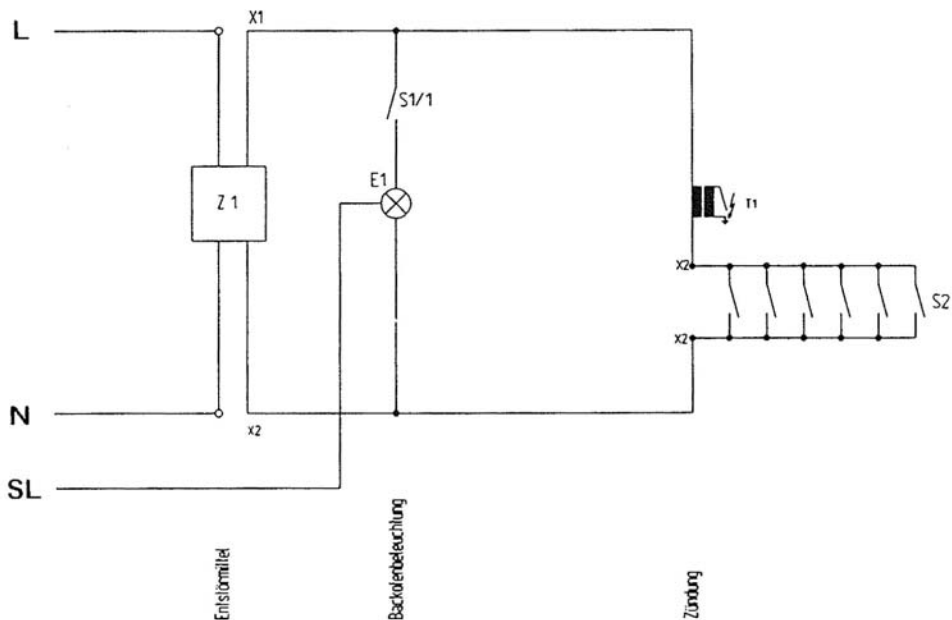 L
X1
S1/1
E1
Z 1
T1
X2
S2
X2
N
X2
SL
Entstörmittel
Backofenbeleuchtung
Zündung